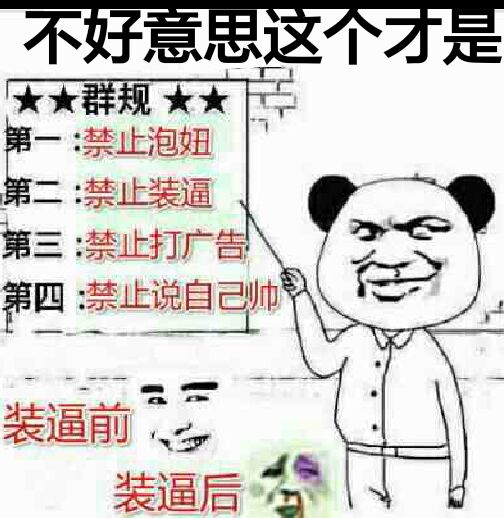 不好意思这个才是
★★群规 ★★
第一：禁止泡妞
第二：禁止装逼
第三：禁止打广告
第四：禁止说自己帅
装逼前
装逼后